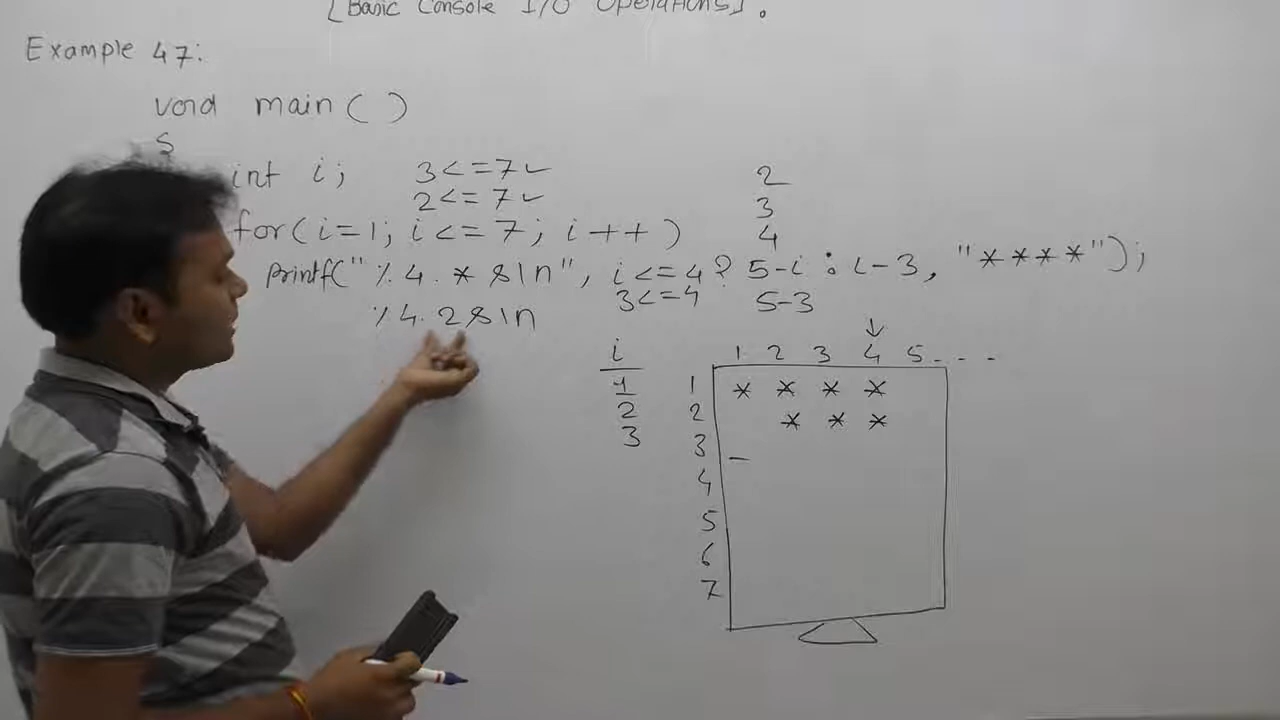 [Basic Console I/O Operations].
Example 47:
void main( )
{
int i; 3<=7✓ 2
2<=7✓ 3
for(i=1; i<=7; i++) 4
printf("%4.*s\n", i<=4? 5-i : i-3, "****");
3<=4 5-3
%4.2s\n
i 1 2 3 4 5 . . .
1 1 * * * *
2 2 * * *
3 3 _
4
5
6
7